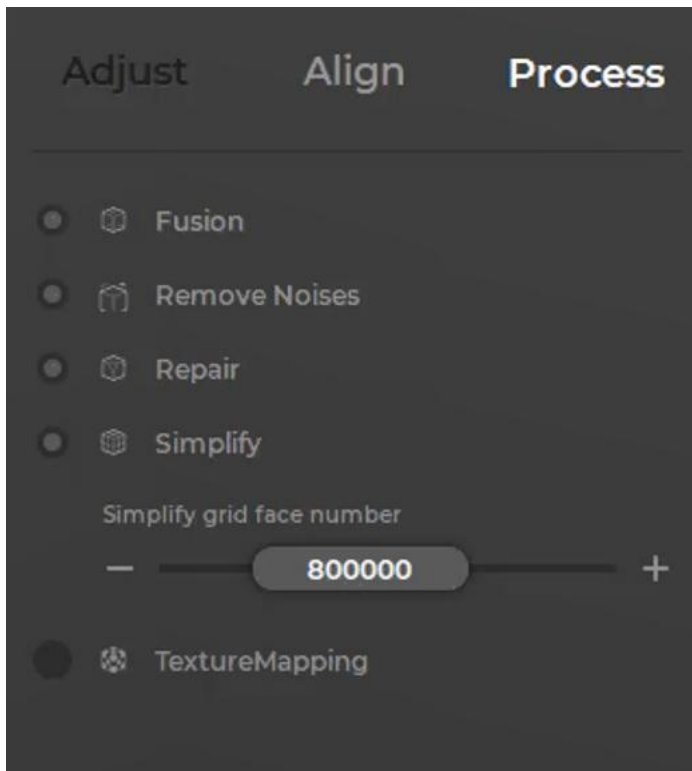 Adjust Align Process
Fusion
Remove Noises
Repair
Simplify
Simplify grid face number
− 800000 +
TextureMapping